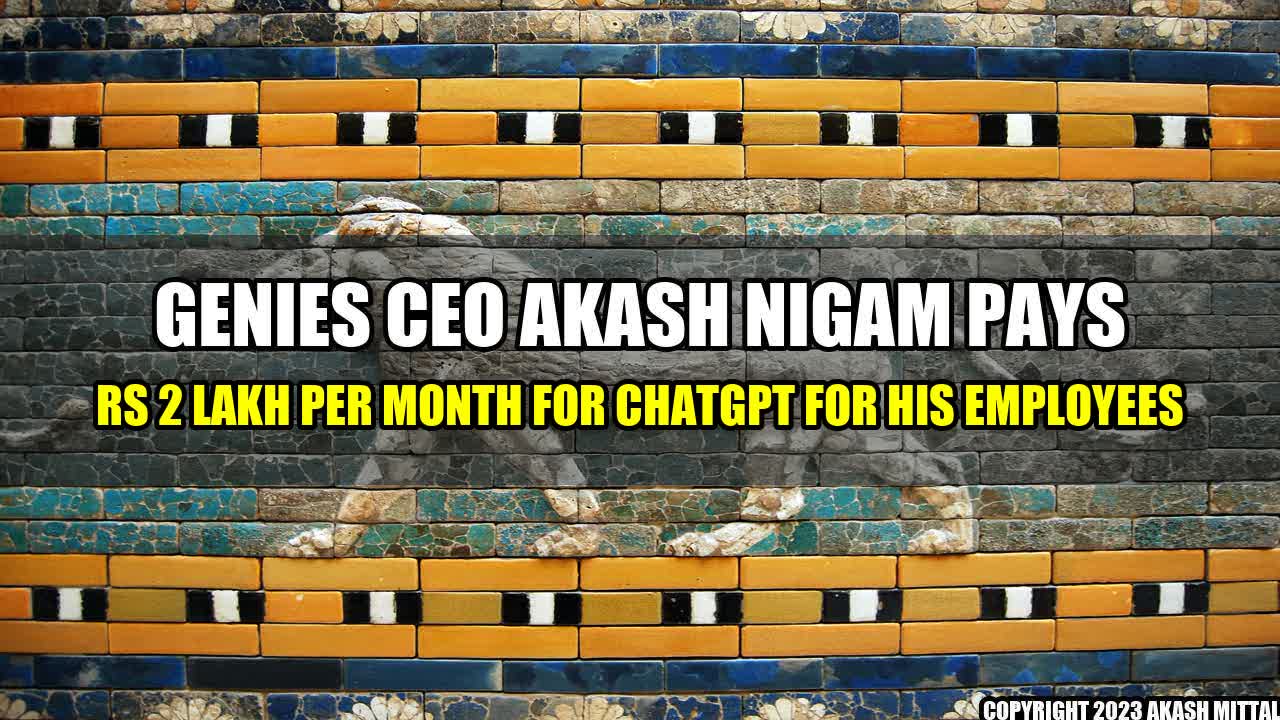 GENIES CEO AKASH NIGAM PAYS
RS 2 LAKH PER MONTH FOR CHATGPT FOR HIS EMPLOYEES
COPYRIGHT 2023 AKASH MITTAL